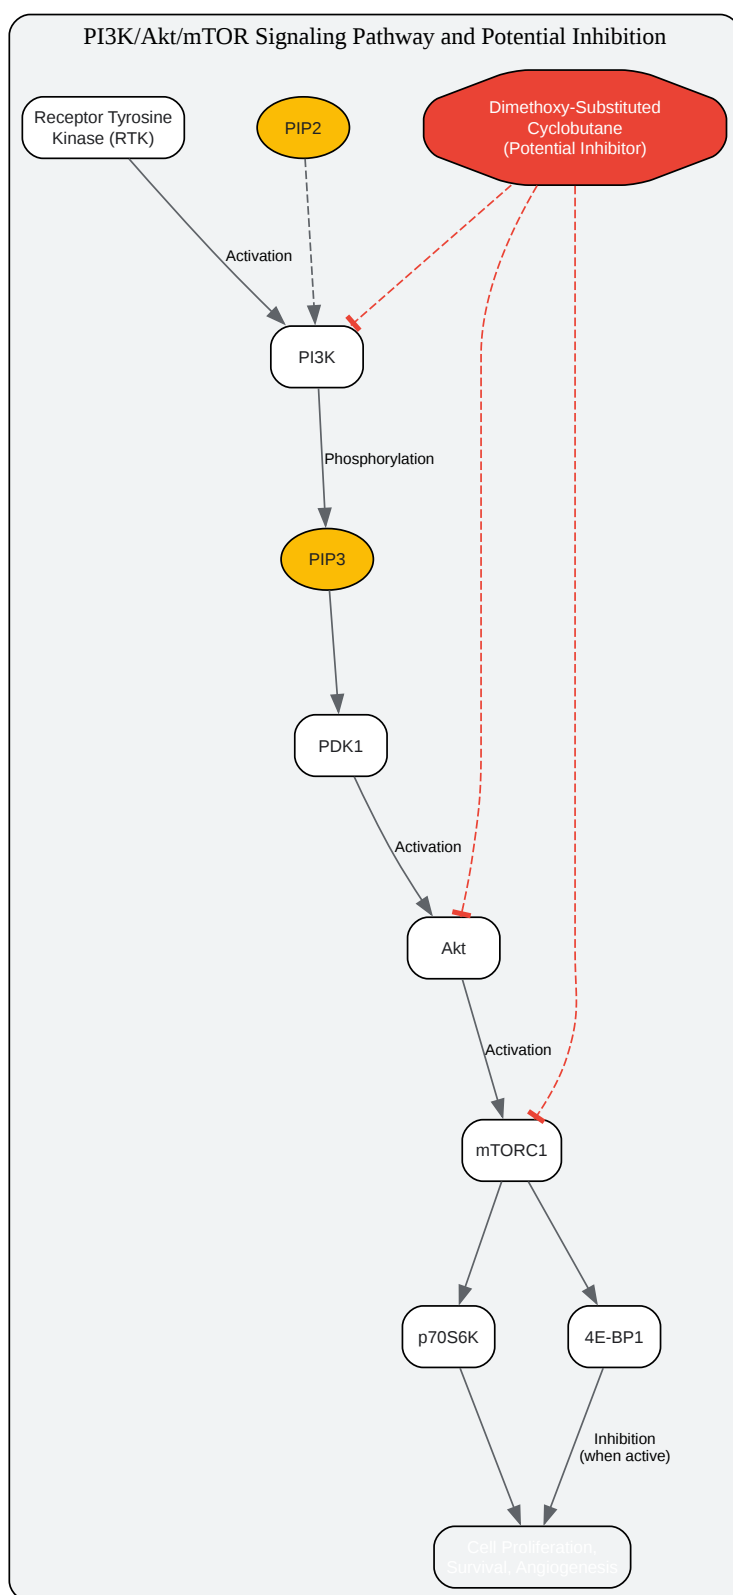 PI3K/Akt/mTOR Signaling Pathway and Potential Inhibition
Receptor Tyrosine
Kinase (RTK)
PIP2
Dimethoxy-Substituted
Cyclobutane
(Potential Inhibitor)
Activation
PI3K
Phosphorylation
PIP3
PDK1
Activation
Akt
Activation
mTORC1
p70S6K
4E-BP1
Inhibition
(when active)
Cell Proliferation,
Survival, Angiogenesis